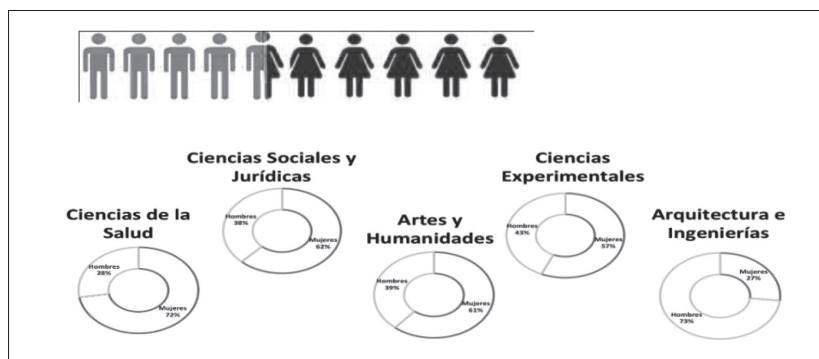 Ciencias de la
Salud
Hombres
28%
Mujeres
72%
Ciencias Sociales y
Jurídicas
Hombres
38%
Mujeres
62%
Artes y
Humanidades
Hombres
39%
Mujeres
61%
Ciencias
Experimentales
Hombres
43%
Mujeres
57%
Arquitectura e
Ingenierías
Mujeres
27%
Hombres
73%